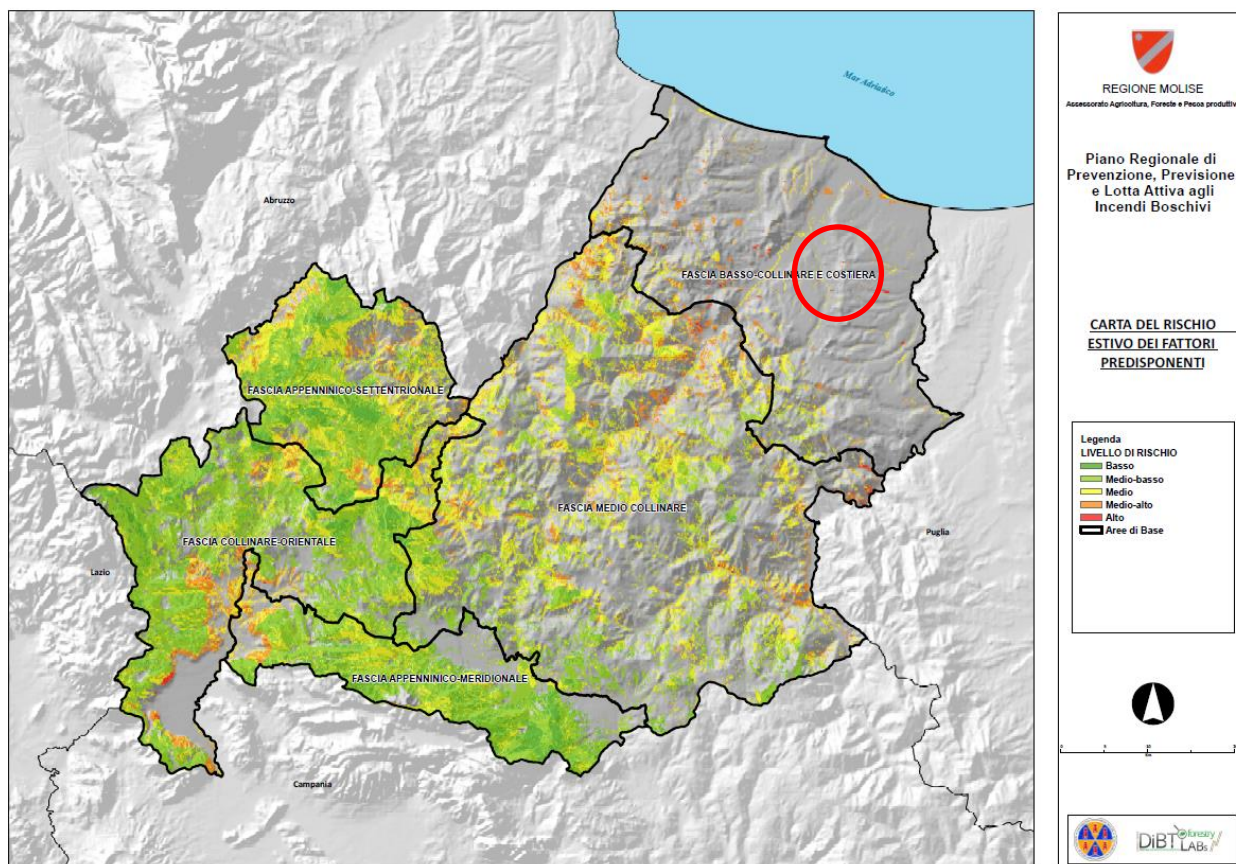 Mar Adriatico
Abruzzo
FASCIA BASSO-COLLINARE E COSTIERA
FASCIA APPENNINICO-SETTENTRIONALE
FASCIA MEDIO COLLINARE
FASCIA COLLINARE-ORIENTALE
Puglia
Lazio
FASCIA APPENNINICO-MERIDIONALE
Campania
REGIONE MOLISE
Assessorato Agricoltura, Foreste e Pesca produttiv
Piano Regionale di
Prevenzione, Previsione
e Lotta Attiva agli
Incendi Boschivi
CARTA DEL RISCHIO
ESTIVO DEI FATTORI
PREDISPONENTI
Legenda
LIVELLO DI RISCHIO
Basso
Medio-basso
Medio
Medio-alto
Alto
Aree di Base
DiBT forestry
LABs